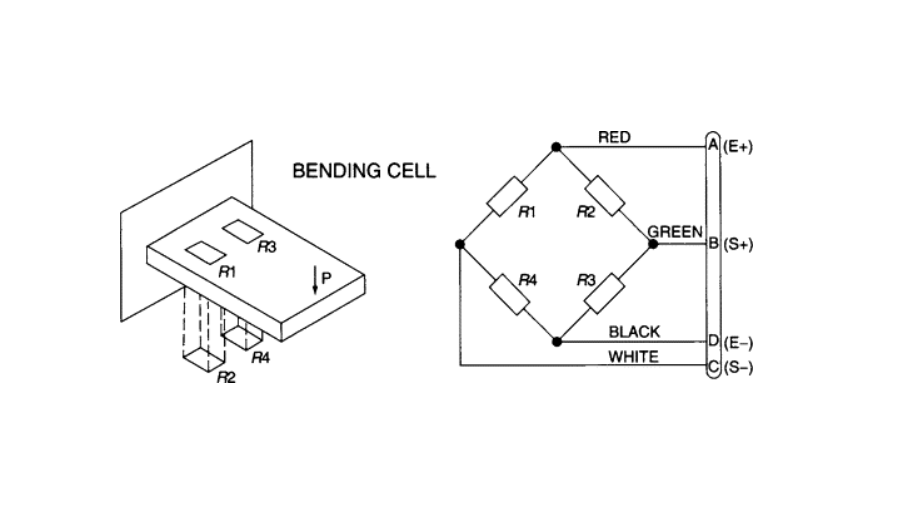 BENDING CELL
R3
R1
P
R4
R2
RED
A (E+)
R1
R2
GREEN
B (S+)
R4
R3
BLACK
D (E−)
WHITE
C (S−)